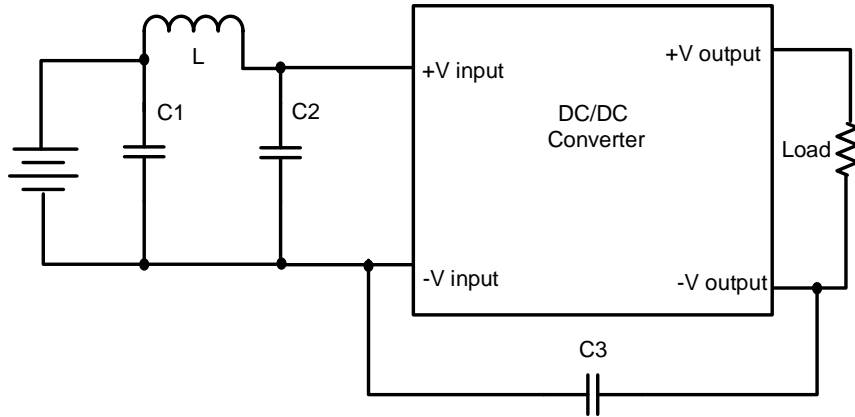 L
+V input
+V output
C1
C2
DC/DC
Converter
Load
-V input
-V output
C3